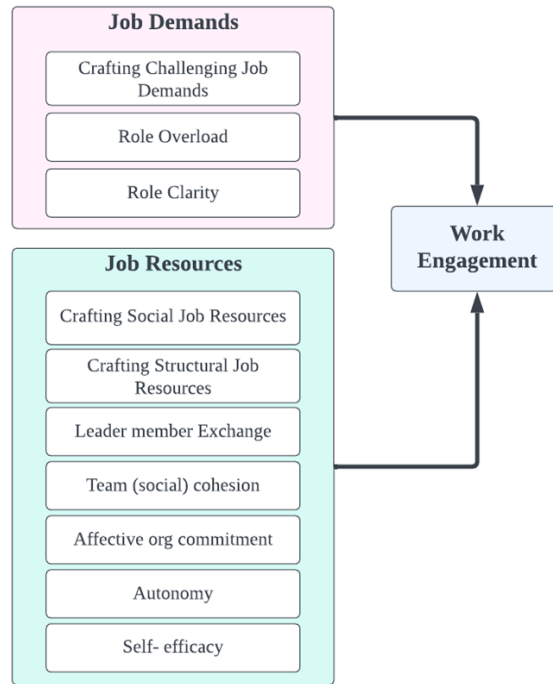 Job Demands
Crafting Challenging Job
Demands
Role Overload
Role Clarity
Work
Engagement
Job Resources
Crafting Social Job Resources
Crafting Structural Job
Resources
Leader member Exchange
Team (social) cohesion
Affective org commitment
Autonomy
Self- efficacy